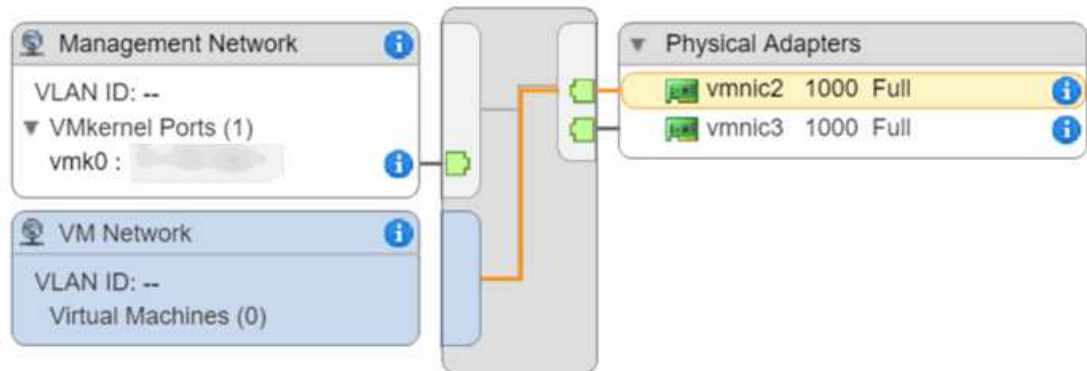 Management Network
VLAN ID: --
VMkernel Ports (1)
vmk0 :
VM Network
VLAN ID: --
Virtual Machines (0)
Physical Adapters
vmnic2 1000 Full
vmnic3 1000 Full